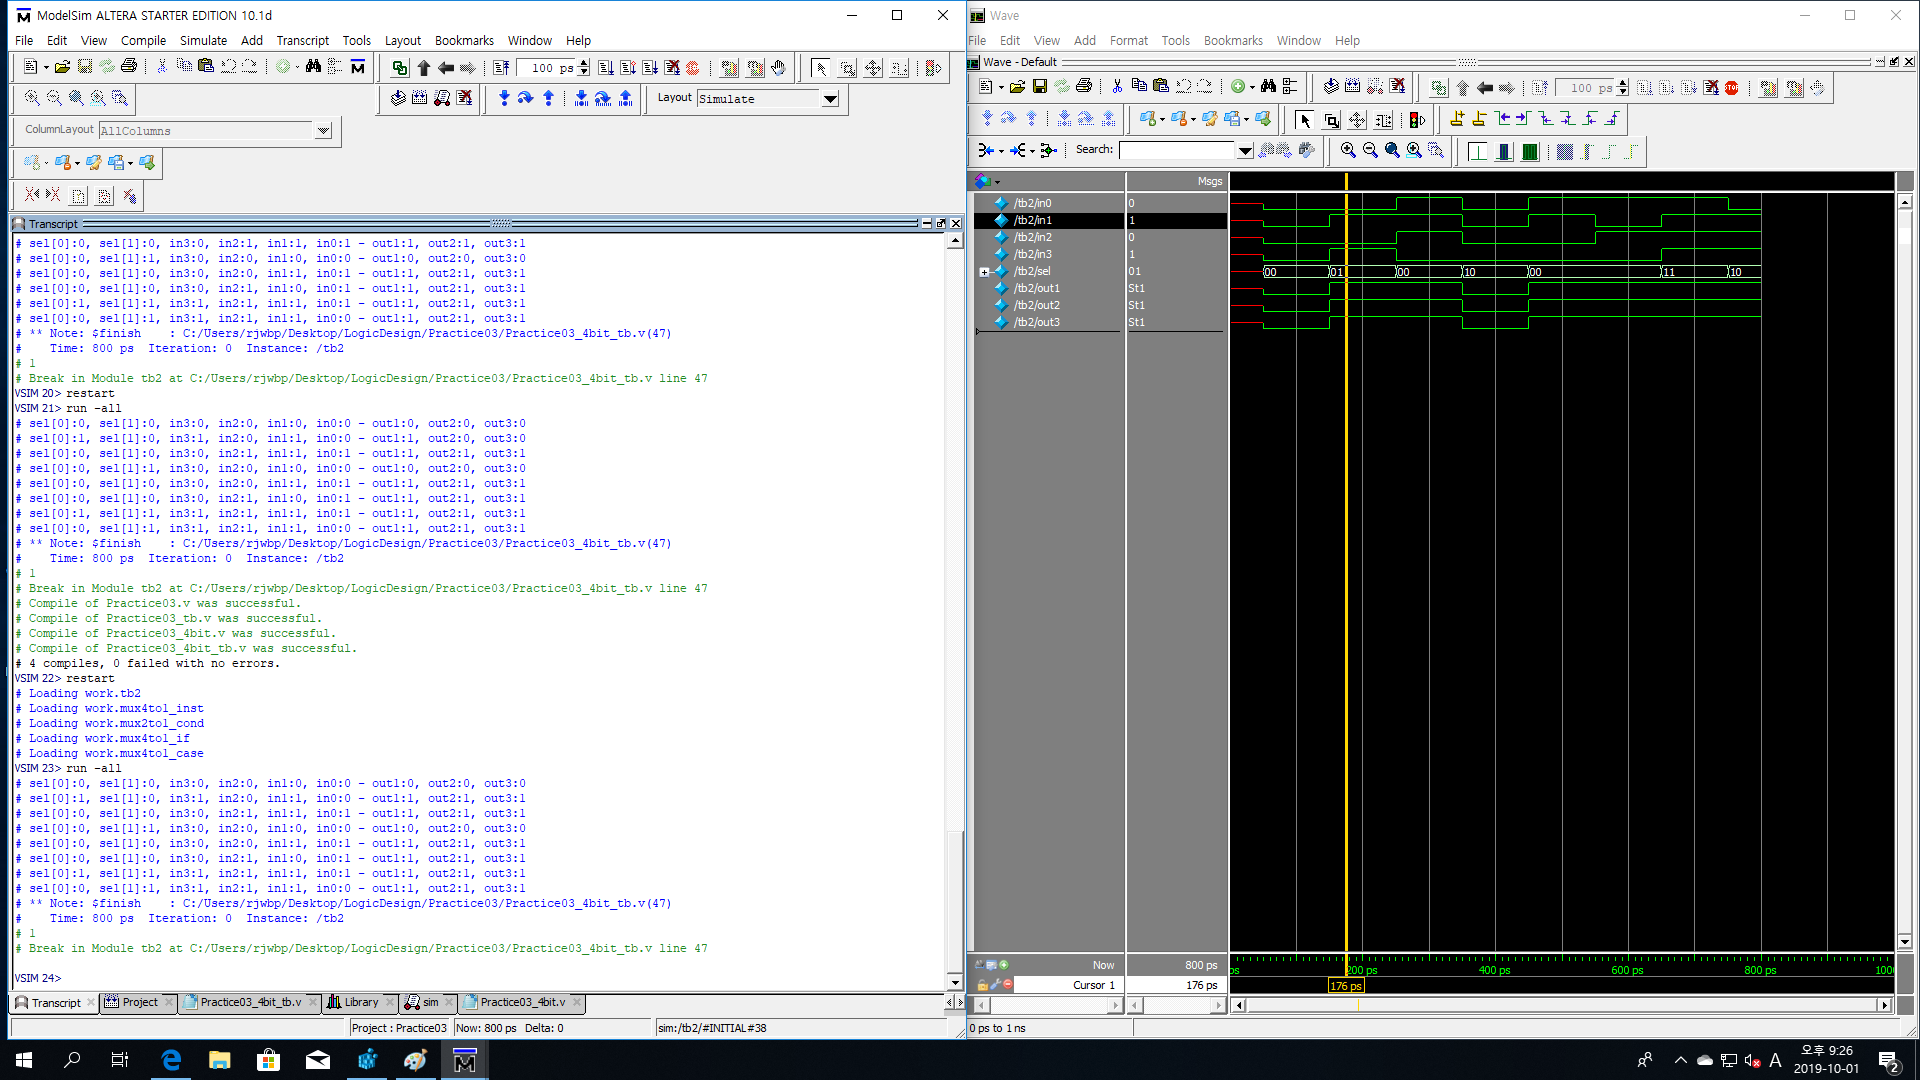 ModelSim ALTERA STARTER EDITION 10.1d
File Edit View Compile Simulate Add Transcript Tools Layout Bookmarks Window Help
100 ps
Layout Simulate
ColumnLayout AllColumns
Transcript
# sel[0]:0, sel[1]:0, in3:0, in2:1, in1:1, in0:1 - out1:1, out2:1, out3:1
# sel[0]:0, sel[1]:1, in3:0, in2:0, in1:0, in0:0 - out1:0, out2:0, out3:0
# sel[0]:0, sel[1]:0, in3:0, in2:0, in1:1, in0:1 - out1:1, out2:1, out3:1
# sel[0]:0, sel[1]:0, in3:0, in2:1, in1:0, in0:1 - out1:1, out2:1, out3:1
# sel[0]:1, sel[1]:1, in3:1, in2:1, in1:1, in0:1 - out1:1, out2:1, out3:1
# sel[0]:0, sel[1]:1, in3:1, in2:1, in1:1, in0:0 - out1:1, out2:1, out3:1
# ** Note: $finish : C:/Users/rjwbp/Desktop/LogicDesign/Practice03/Practice03_4bit_tb.v(47)
# Time: 800 ps Iteration: 0 Instance: /tb2
# 1
# Break in Module tb2 at C:/Users/rjwbp/Desktop/LogicDesign/Practice03/Practice03_4bit_tb.v line 47
VSIM 20> restart
VSIM 21> run -all
# sel[0]:0, sel[1]:0, in3:0, in2:0, in1:0, in0:0 - out1:0, out2:0, out3:0
# sel[0]:1, sel[1]:0, in3:1, in2:0, in1:1, in0:0 - out1:1, out2:0, out3:0
# sel[0]:0, sel[1]:0, in3:0, in2:1, in1:1, in0:1 - out1:1, out2:1, out3:1
# sel[0]:0, sel[1]:1, in3:0, in2:0, in1:0, in0:0 - out1:0, out2:0, out3:0
# sel[0]:0, sel[1]:0, in3:0, in2:0, in1:1, in0:1 - out1:1, out2:1, out3:1
# sel[0]:0, sel[1]:0, in3:0, in2:1, in1:0, in0:1 - out1:1, out2:1, out3:1
# sel[0]:1, sel[1]:1, in3:1, in2:1, in1:1, in0:1 - out1:1, out2:1, out3:1
# sel[0]:0, sel[1]:1, in3:1, in2:1, in1:1, in0:0 - out1:1, out2:1, out3:1
# ** Note: $finish : C:/Users/rjwbp/Desktop/LogicDesign/Practice03/Practice03_4bit_tb.v(47)
# Time: 800 ps Iteration: 0 Instance: /tb2
# 1
# Break in Module tb2 at C:/Users/rjwbp/Desktop/LogicDesign/Practice03/Practice03_4bit_tb.v line 47
# Compile of Practice03.v was successful.
# Compile of Practice03_tb.v was successful.
# Compile of Practice03_4bit.v was successful.
# Compile of Practice03_4bit_tb.v was successful.
# 4 compiles, 0 failed with no errors.
VSIM 22> restart
# Loading work.tb2
# Loading work.mux4to1_inst
# Loading work.mux2to1_cond
# Loading work.mux4to1_if
# Loading work.mux4to1_case
VSIM 23> run -all
# sel[0]:0, sel[1]:0, in3:0, in2:0, in1:0, in0:0 - out1:0, out2:0, out3:0
# sel[0]:1, sel[1]:0, in3:1, in2:0, in1:1, in0:0 - out1:1, out2:1, out3:1
# sel[0]:0, sel[1]:0, in3:0, in2:1, in1:1, in0:1 - out1:1, out2:1, out3:1
# sel[0]:0, sel[1]:1, in3:0, in2:0, in1:0, in0:0 - out1:0, out2:0, out3:0
# sel[0]:0, sel[1]:0, in3:0, in2:0, in1:1, in0:1 - out1:1, out2:1, out3:1
# sel[0]:0, sel[1]:0, in3:0, in2:1, in1:0, in0:1 - out1:1, out2:1, out3:1
# sel[0]:1, sel[1]:1, in3:1, in2:1, in1:1, in0:1 - out1:1, out2:1, out3:1
# sel[0]:0, sel[1]:1, in3:1, in2:1, in1:1, in0:0 - out1:1, out2:1, out3:1
# ** Note: $finish : C:/Users/rjwbp/Desktop/LogicDesign/Practice03/Practice03_4bit_tb.v(47)
# Time: 800 ps Iteration: 0 Instance: /tb2
# 1
# Break in Module tb2 at C:/Users/rjwbp/Desktop/LogicDesign/Practice03/Practice03_4bit_tb.v line 47
VSIM 24>
Transcript Project Practice03_4bit_tb.v Library sim Practice03_4bit.v
Project : Practice03 Now: 800 ps Delta: 0 sim:/tb2/#INITIAL#38
Wave
File Edit View Add Format Tools Bookmarks Window Help
Wave - Default
100 ps
STOP
Search:
Msgs
/tb2/in0 0
/tb2/in1 1
/tb2/in2 0
/tb2/in3 1
/tb2/sel 01 00 01 00 10 00 11 10
/tb2/out1 St1
/tb2/out2 St1
/tb2/out3 St1
Now 800 ps ps 200 ps 400 ps 600 ps 800 ps 1000
Cursor 1 176 ps 176 ps
0 ps to 1 ns
A 오후 9:26
2019-10-01
2